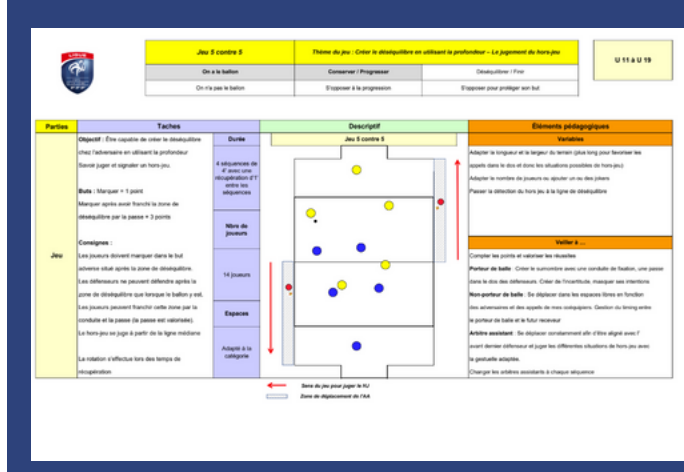 LIGUE
FFF
Jeu 5 contre 5
Thème du jeu : Créer le déséquilibre en utilisant la profondeur – Le jugement du hors-jeu
U 11 à U 19
On a le ballon
Conserver / Progresser
Déséquilibrer / Finir
On n'a pas le ballon
S'opposer à la progression
S'opposer pour protéger son but
Parties
Taches
Descriptif
Éléments pédagogiques
Jeu
Objectif : Être capable de créer le déséquilibre
chez l'adversaire en utilisant la profondeur
Savoir juger et signaler un hors-jeu.
Buts : Marquer = 1 point
Marquer après avoir franchi la zone de
déséquilibre par la passe = 3 points
Consignes :
Les joueurs doivent marquer dans le but
adverse situé après la zone de déséquilibre.
Les défenseurs ne peuvent défendre après la
zone de déséquilibre que lorsque le ballon y est.
Les joueurs peuvent franchir cette zone par la
conduite et la passe (la passe est valorisée).
Le hors-jeu se juge à partir de la ligne médiane
La rotation s'effectue lors des temps de
récupération
Durée
4 séquences de
4' avec une
récupération d'1'
entre les
séquences
Nbre de
joueurs
14 joueurs
Espaces
Adapté à la
catégorie
Jeu 5 contre 5
Variables
Adapter la longueur et la largeur du terrain (plus long pour favoriser les
appels dans le dos et donc les situations possibles de hors-jeu)
Adapter le nombre de joueurs ou ajouter un ou des jokers
Passer la détection du hors jeu à la ligne de déséquilibre
Veiller à ...
Compter les points et valoriser les réussites
Porteur de balle : Créer le surnombre avec une conduite de fixation, une passe
dans le dos des défenseurs. Créer de l'incertitude, masquer ses intentions
Non-porteur de balle : Se déplacer dans les espaces libres en fonction
des adversaires et des appels de mes coéquipiers. Gestion du timing entre
le porteur de balle et le futur receveur
Arbitre assistant : Se déplacer constamment afin d'être aligné avec l'
avant dernier défenseur et juger les différentes situations de hors-jeu avec
la gestuelle adaptée.
Changer les arbitres assistants à chaque séquence
Sens du jeu pour juger le HJ
Zone de déplacement de l'AA